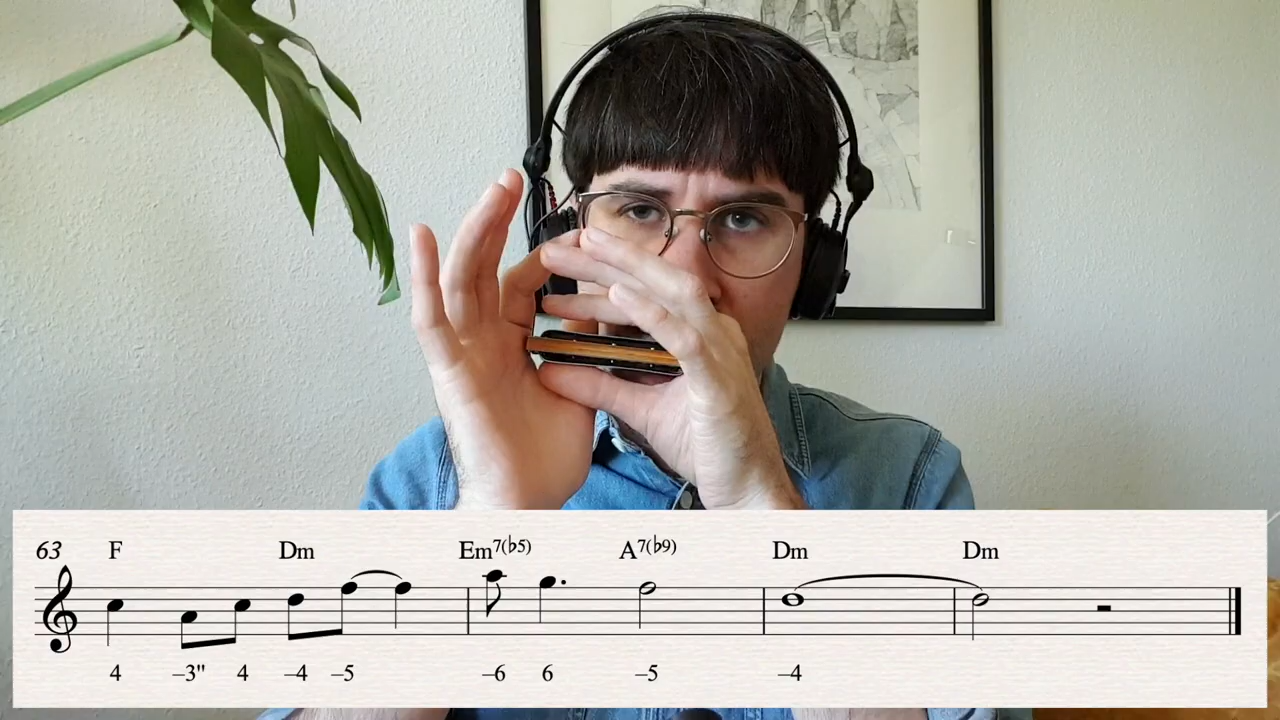 63 F Dm Em7(♭5) A7(♭9) Dm Dm
4 –3" 4 –4 –5 –6 6 –5 –4